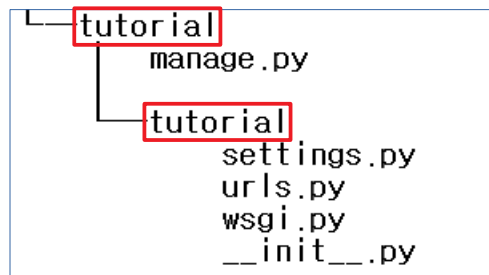 tutorial
manage.py
tutorial
settings.py
urls.py
wsgi.py
__init__.py